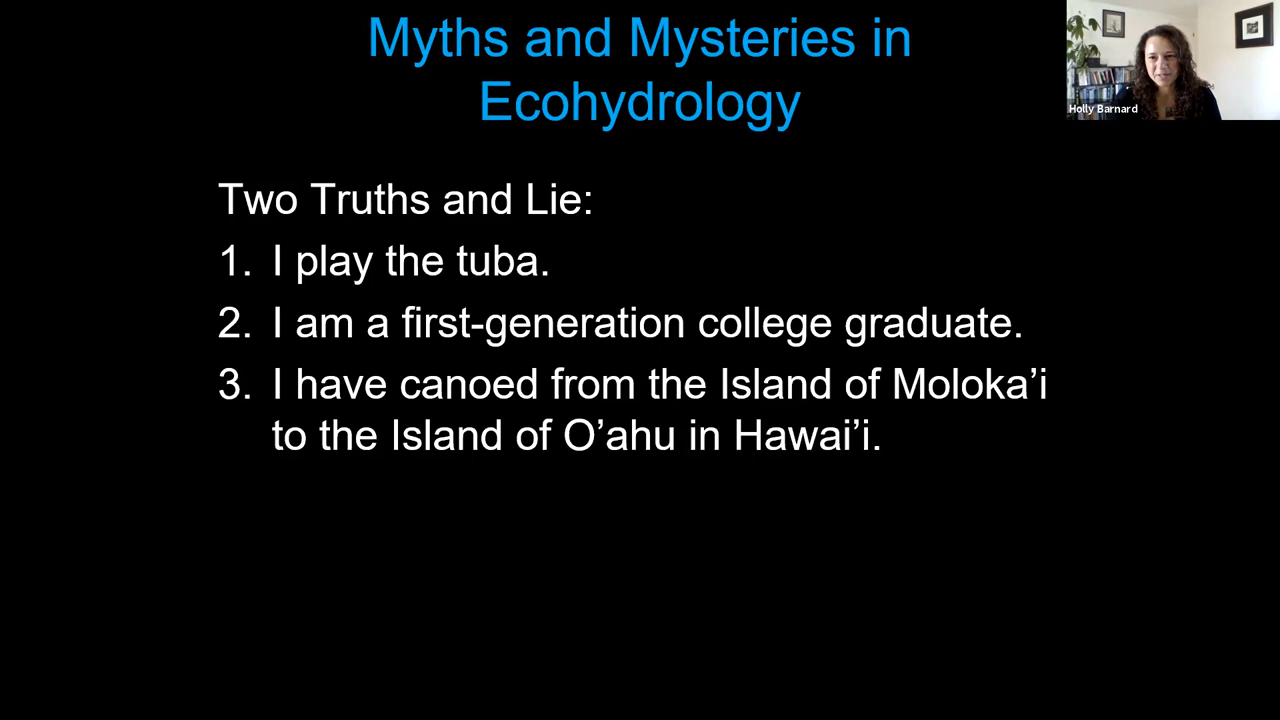 Myths and Mysteries in
Ecohydrology
Holly Barnard
Two Truths and Lie:
1. I play the tuba.
2. I am a first-generation college graduate.
3. I have canoed from the Island of Moloka’i
to the Island of O’ahu in Hawai’i.